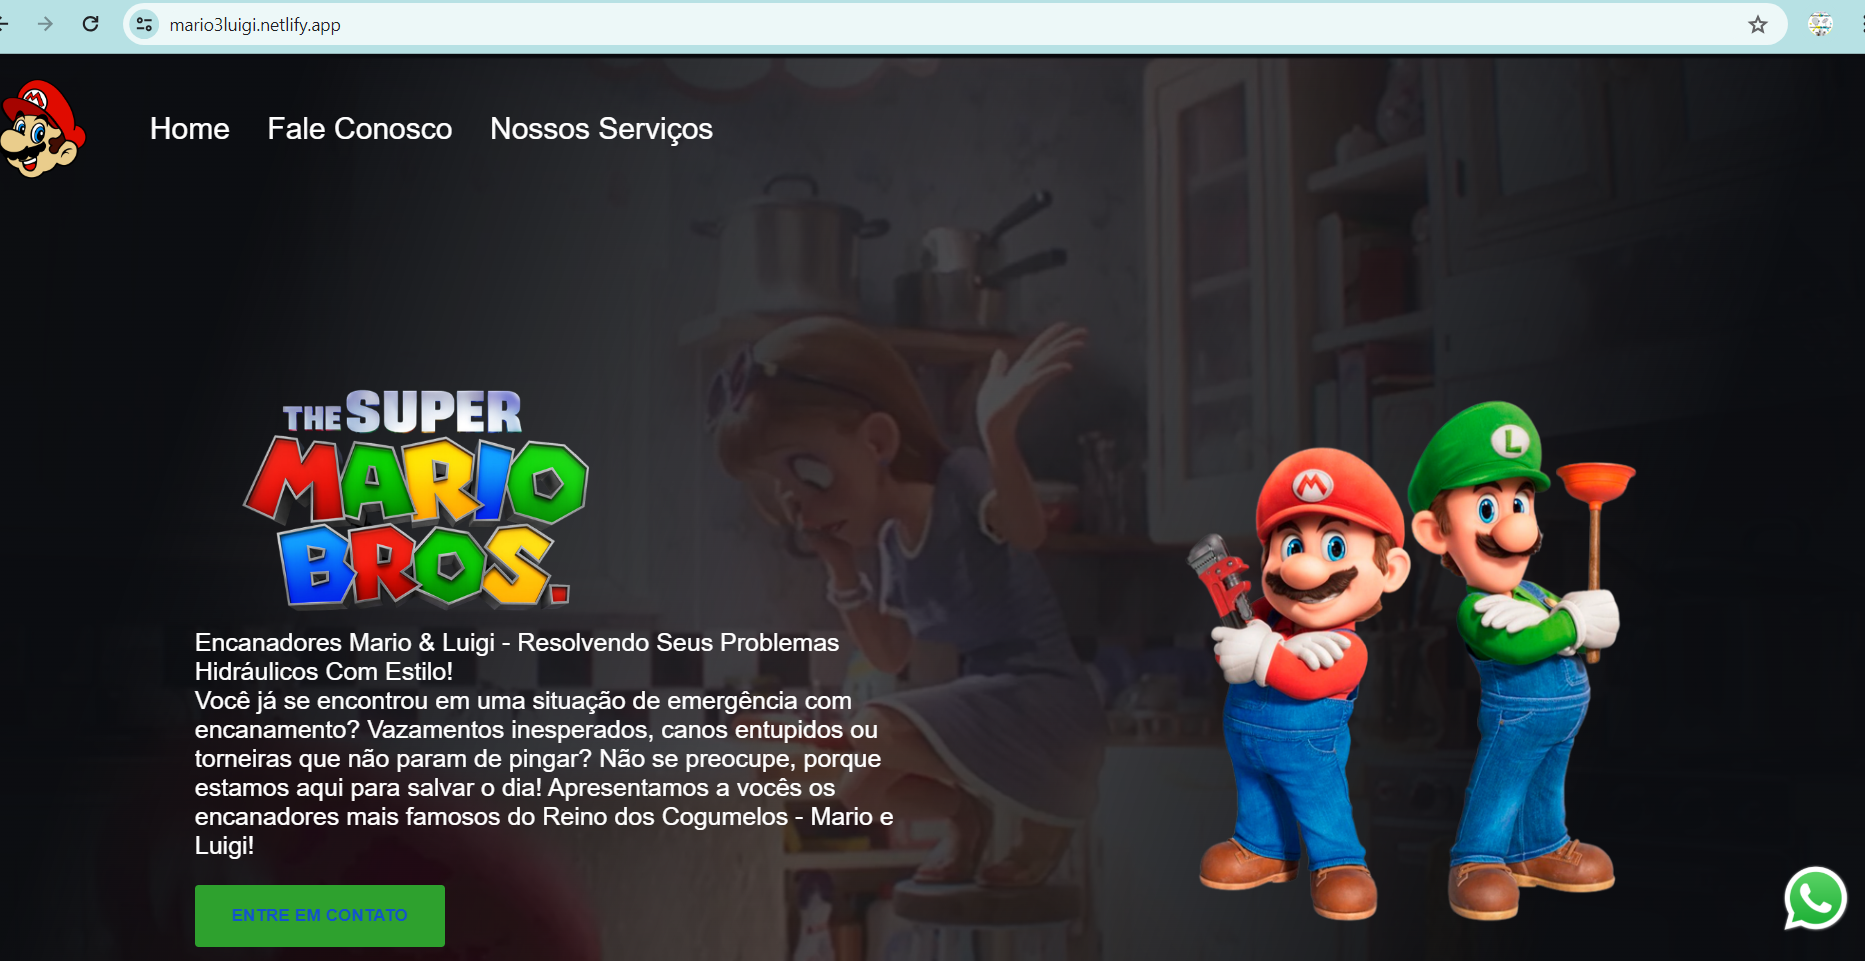 mario3luigi.netlify.app
Home Fale Conosco Nossos Serviços
THE SUPER
MARIO
BROS.
M
L
Encanadores Mario & Luigi - Resolvendo Seus Problemas
Hidráulicos Com Estilo!
Você já se encontrou em uma situação de emergência com
encanamento? Vazamentos inesperados, canos entupidos ou
torneiras que não param de pingar? Não se preocupe, porque
estamos aqui para salvar o dia! Apresentamos a vocês os
encanadores mais famosos do Reino dos Cogumelos - Mario e
Luigi!
ENTRE EM CONTATO